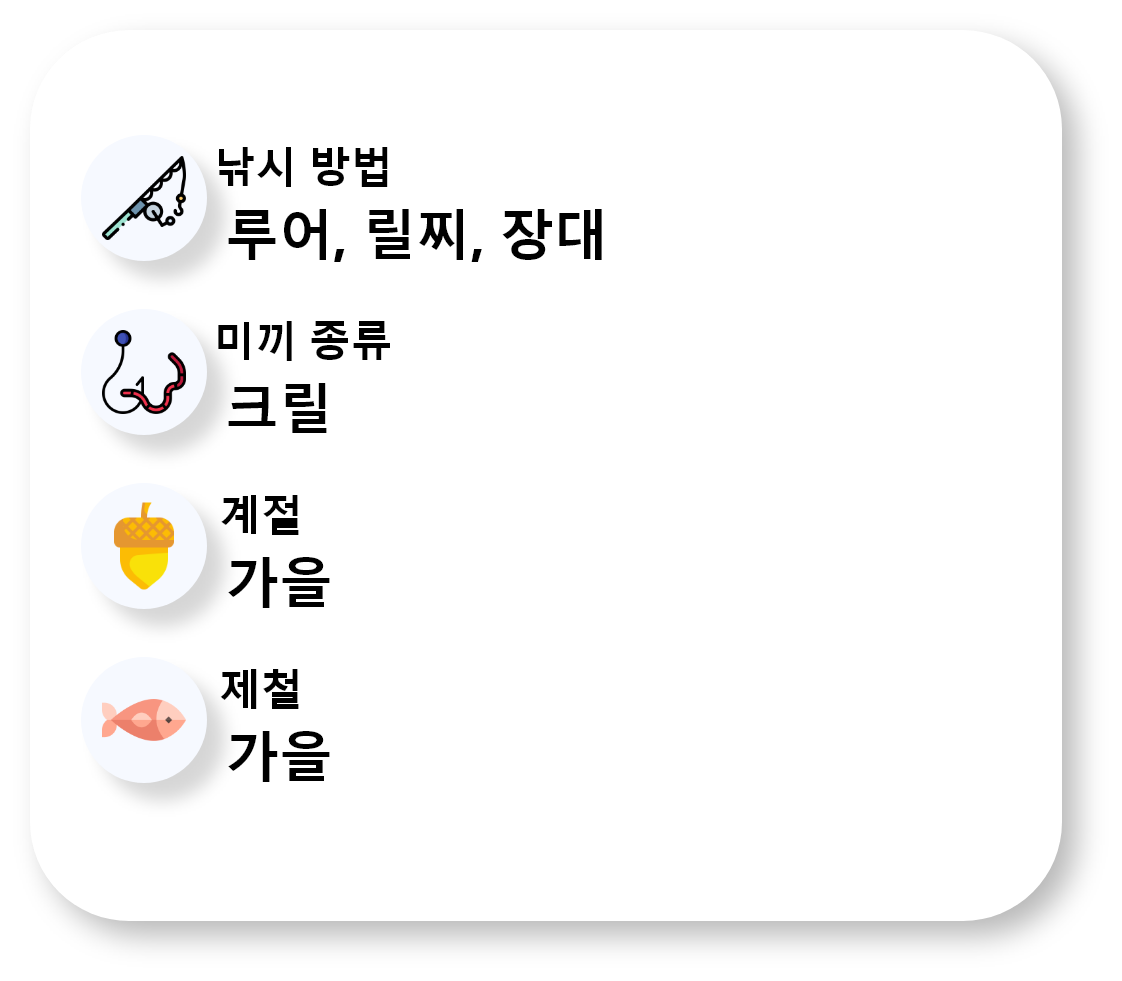 낚시 방법
루어, 릴찌, 장대
미끼 종류
크릴
계절
가을
제철
가을